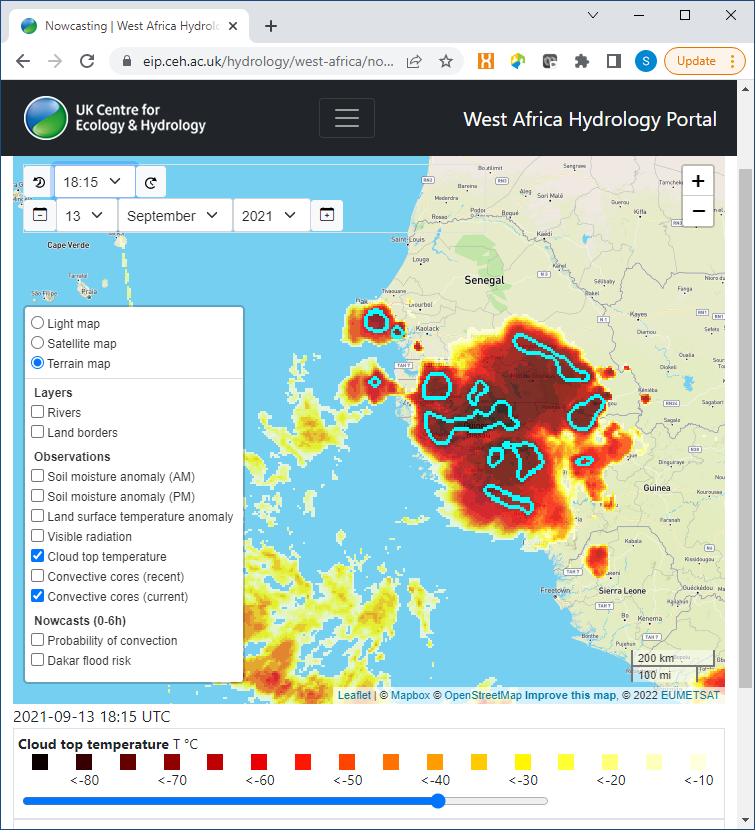 Nowcasting | West Africa Hydrolo
eip.ceh.ac.uk/hydrology/west-africa/no...
S
Update
UK Centre for
Ecology & Hydrology
West Africa Hydrology Portal
18:15
13 September 2021
+
−
Cape Verde
Praia
Saint-Louis
Louga
Senegal
Kaolack
Kayes
Guinea
Freetown
Sierra Leone
Light map
Satellite map
Terrain map
Layers
Rivers
Land borders
Observations
Soil moisture anomaly (AM)
Soil moisture anomaly (PM)
Land surface temperature anomaly
Visible radiation
Cloud top temperature
Convective cores (recent)
Convective cores (current)
Nowcasts (0-6h)
Probability of convection
Dakar flood risk
200 km
100 mi
Leaflet | © Mapbox © OpenStreetMap Improve this map, © 2022 EUMETSAT
2021-09-13 18:15 UTC
Cloud top temperature T °C
<-80 <-70 <-60 <-50 <-40 <-30 <-20 <-10